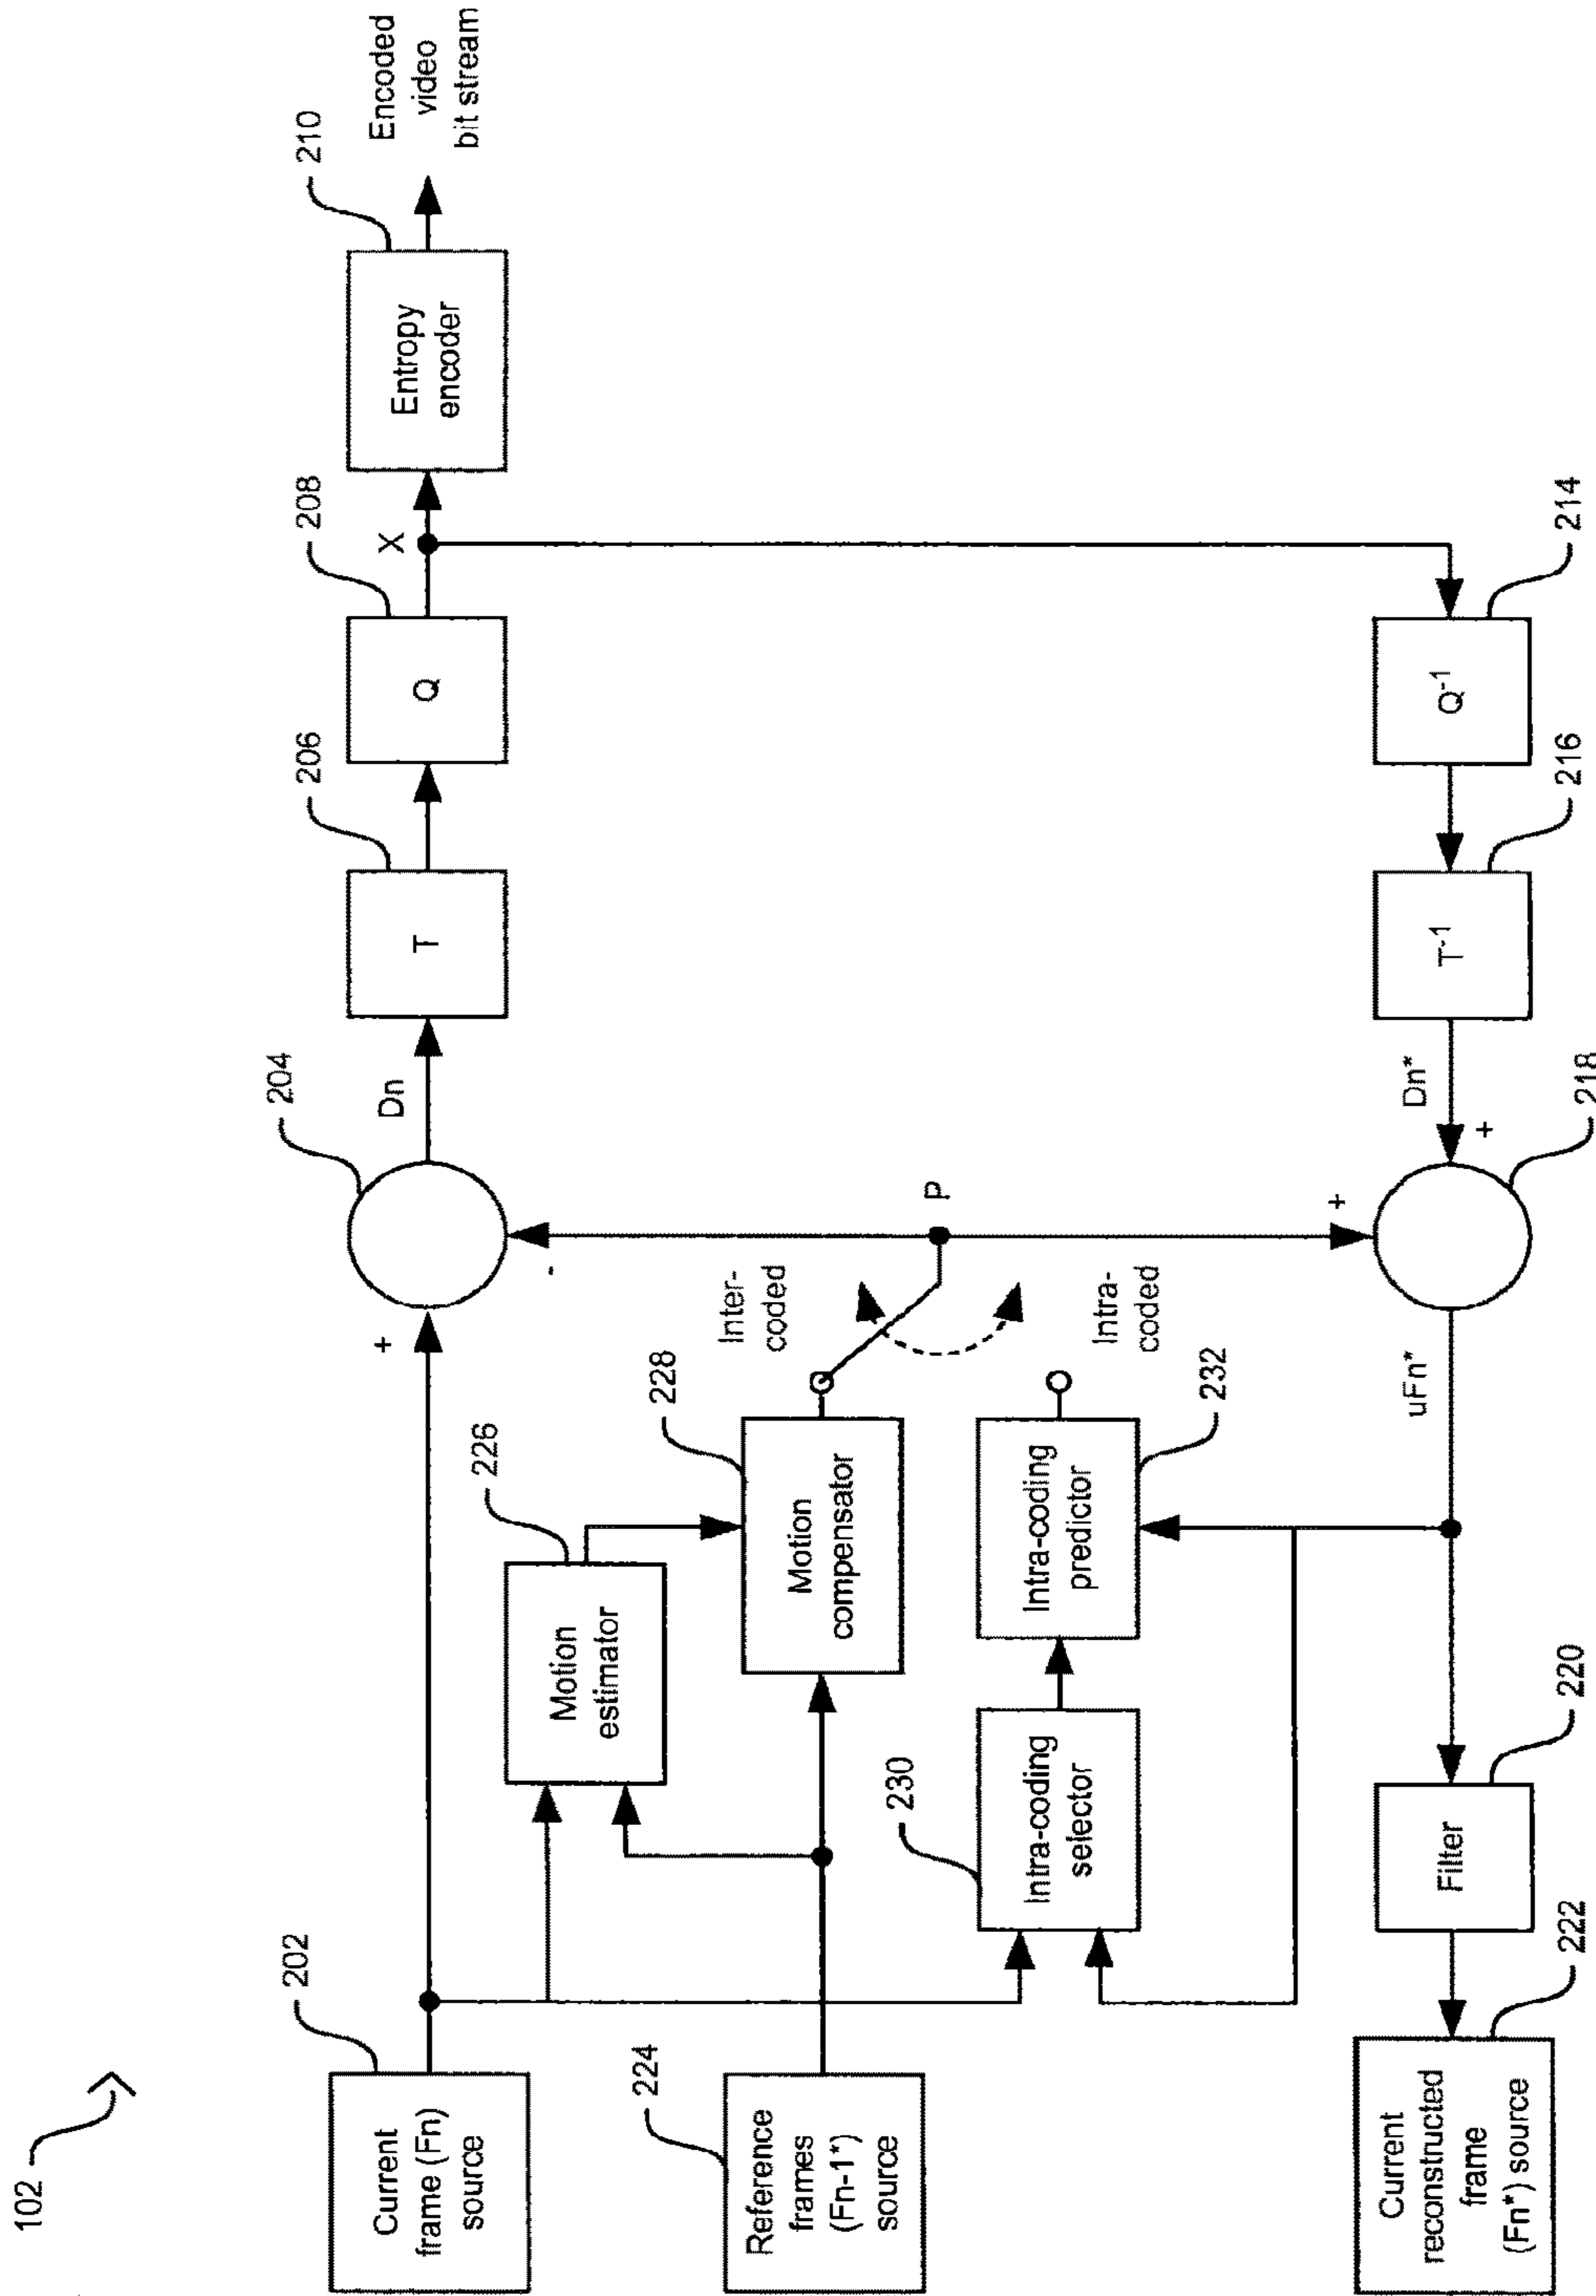 102
202
Current
frame (Fn)
source
+
204
Dn
206
T
208
Q
X
210
Entropy
encoder
Encoded
video
bit stream
-
226
Motion
estimator
224
Reference
frames
(Fn-1*)
source
228
Motion
compensator
Inter-
coded
P
230
Intra-coding
selector
232
Intra-coding
predictor
Intra-
coded
+
222
Current
reconstructed
frame
(Fn*) source
220
Filter
uFn*
218
+
Dn*
216
T-1
214
Q-1